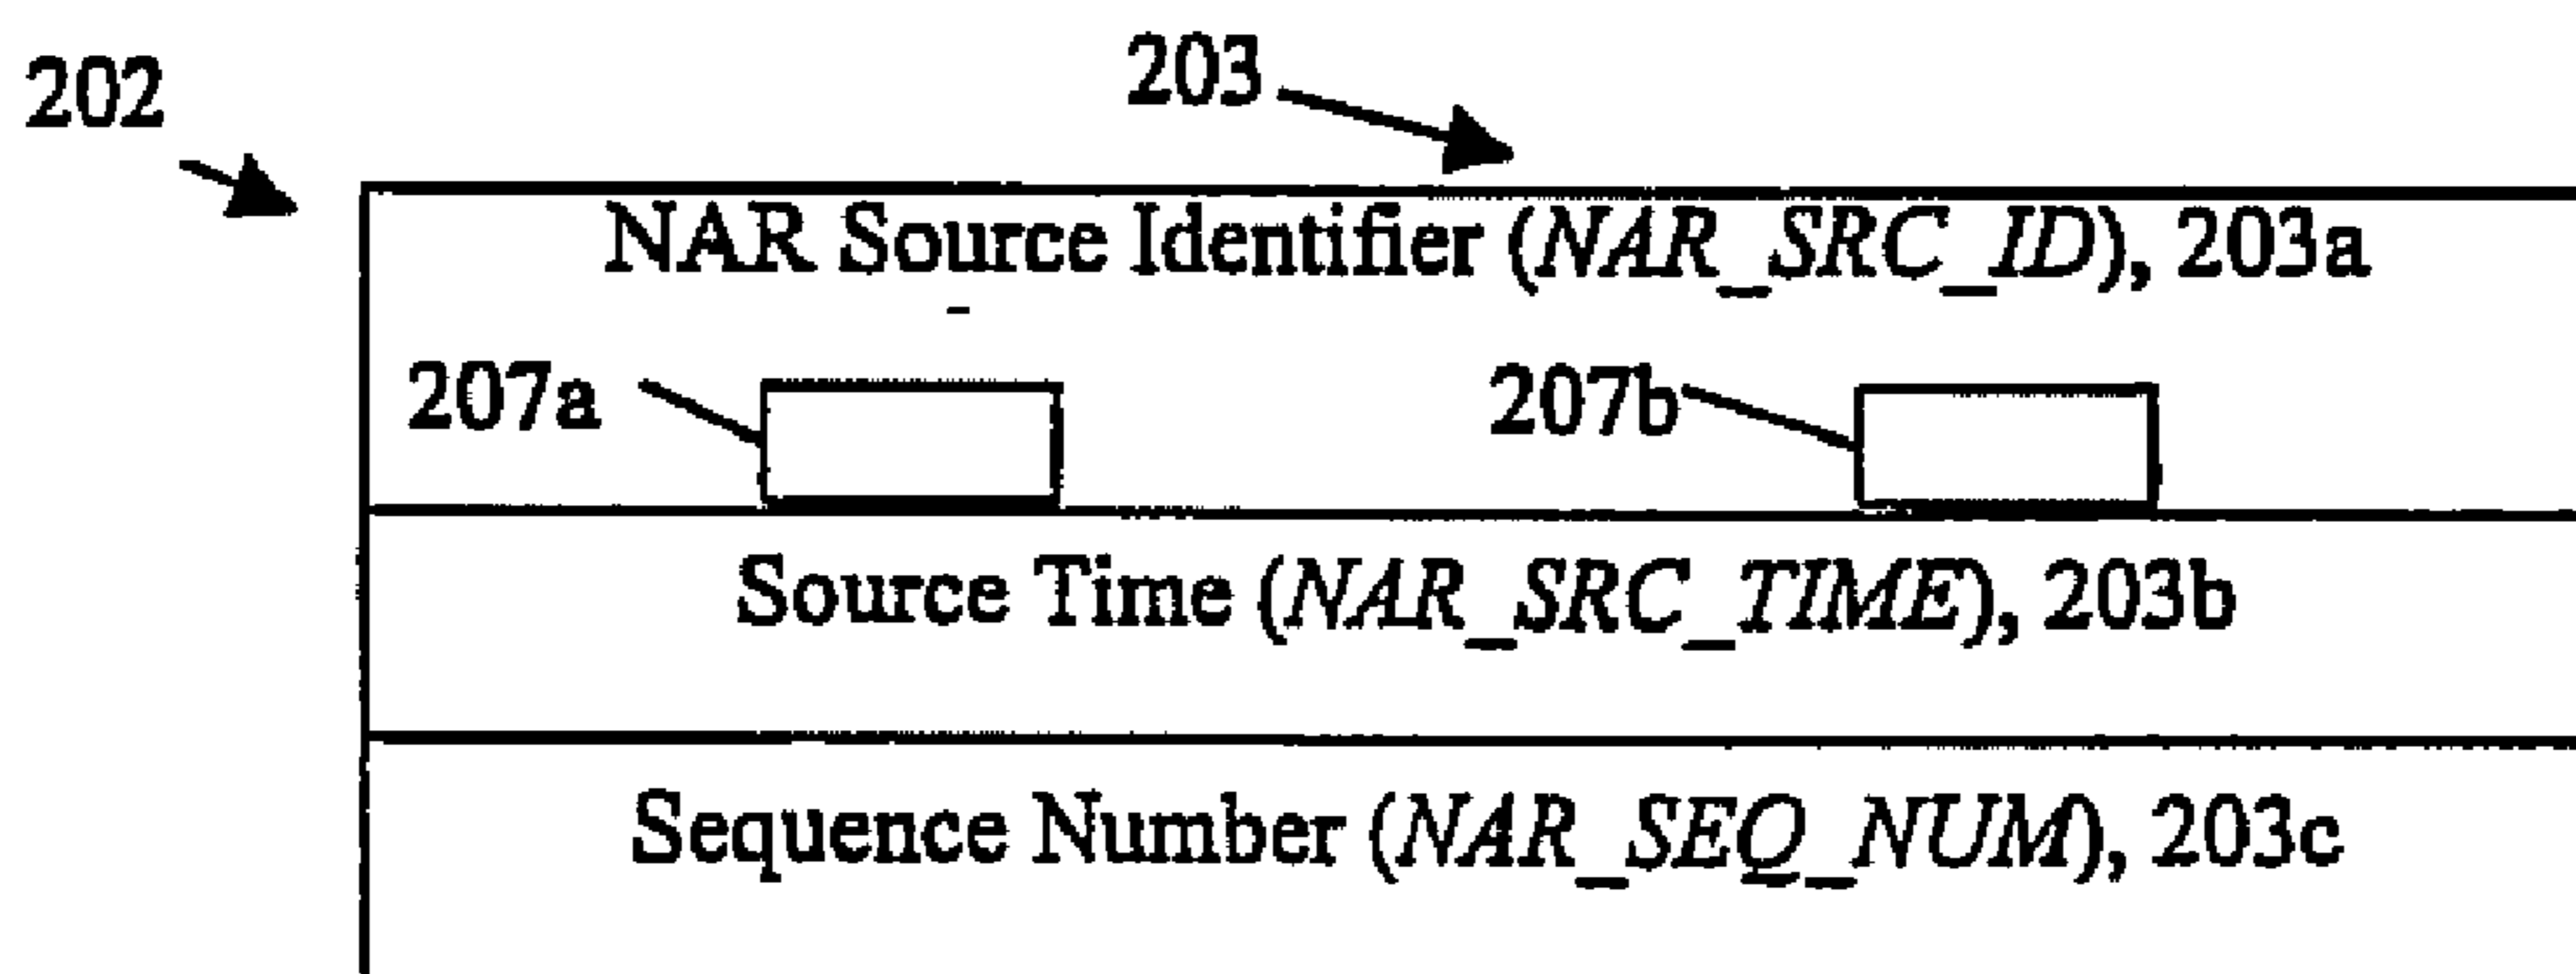 202
203
NAR Source Identifier (NAR_SRC_ID), 203a
207a
207b
Source Time (NAR_SRC_TIME), 203b
Sequence Number (NAR_SEQ_NUM), 203c